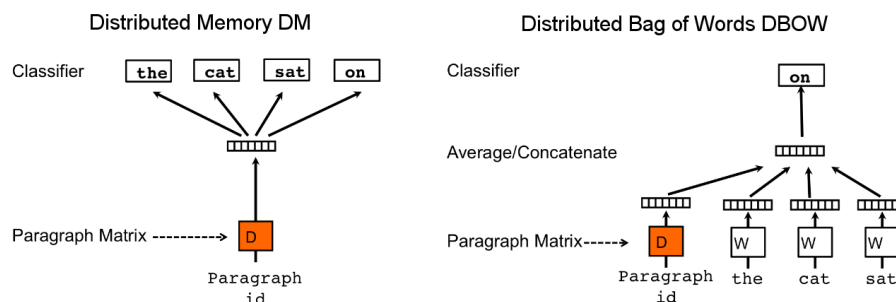 Distributed Memory DM
Classifier
the cat sat on
Paragraph Matrix
D
Paragraph
id
Distributed Bag of Words DBOW
Classifier
on
Average/Concatenate
Paragraph Matrix
D W W W
Paragraph the cat sat
id